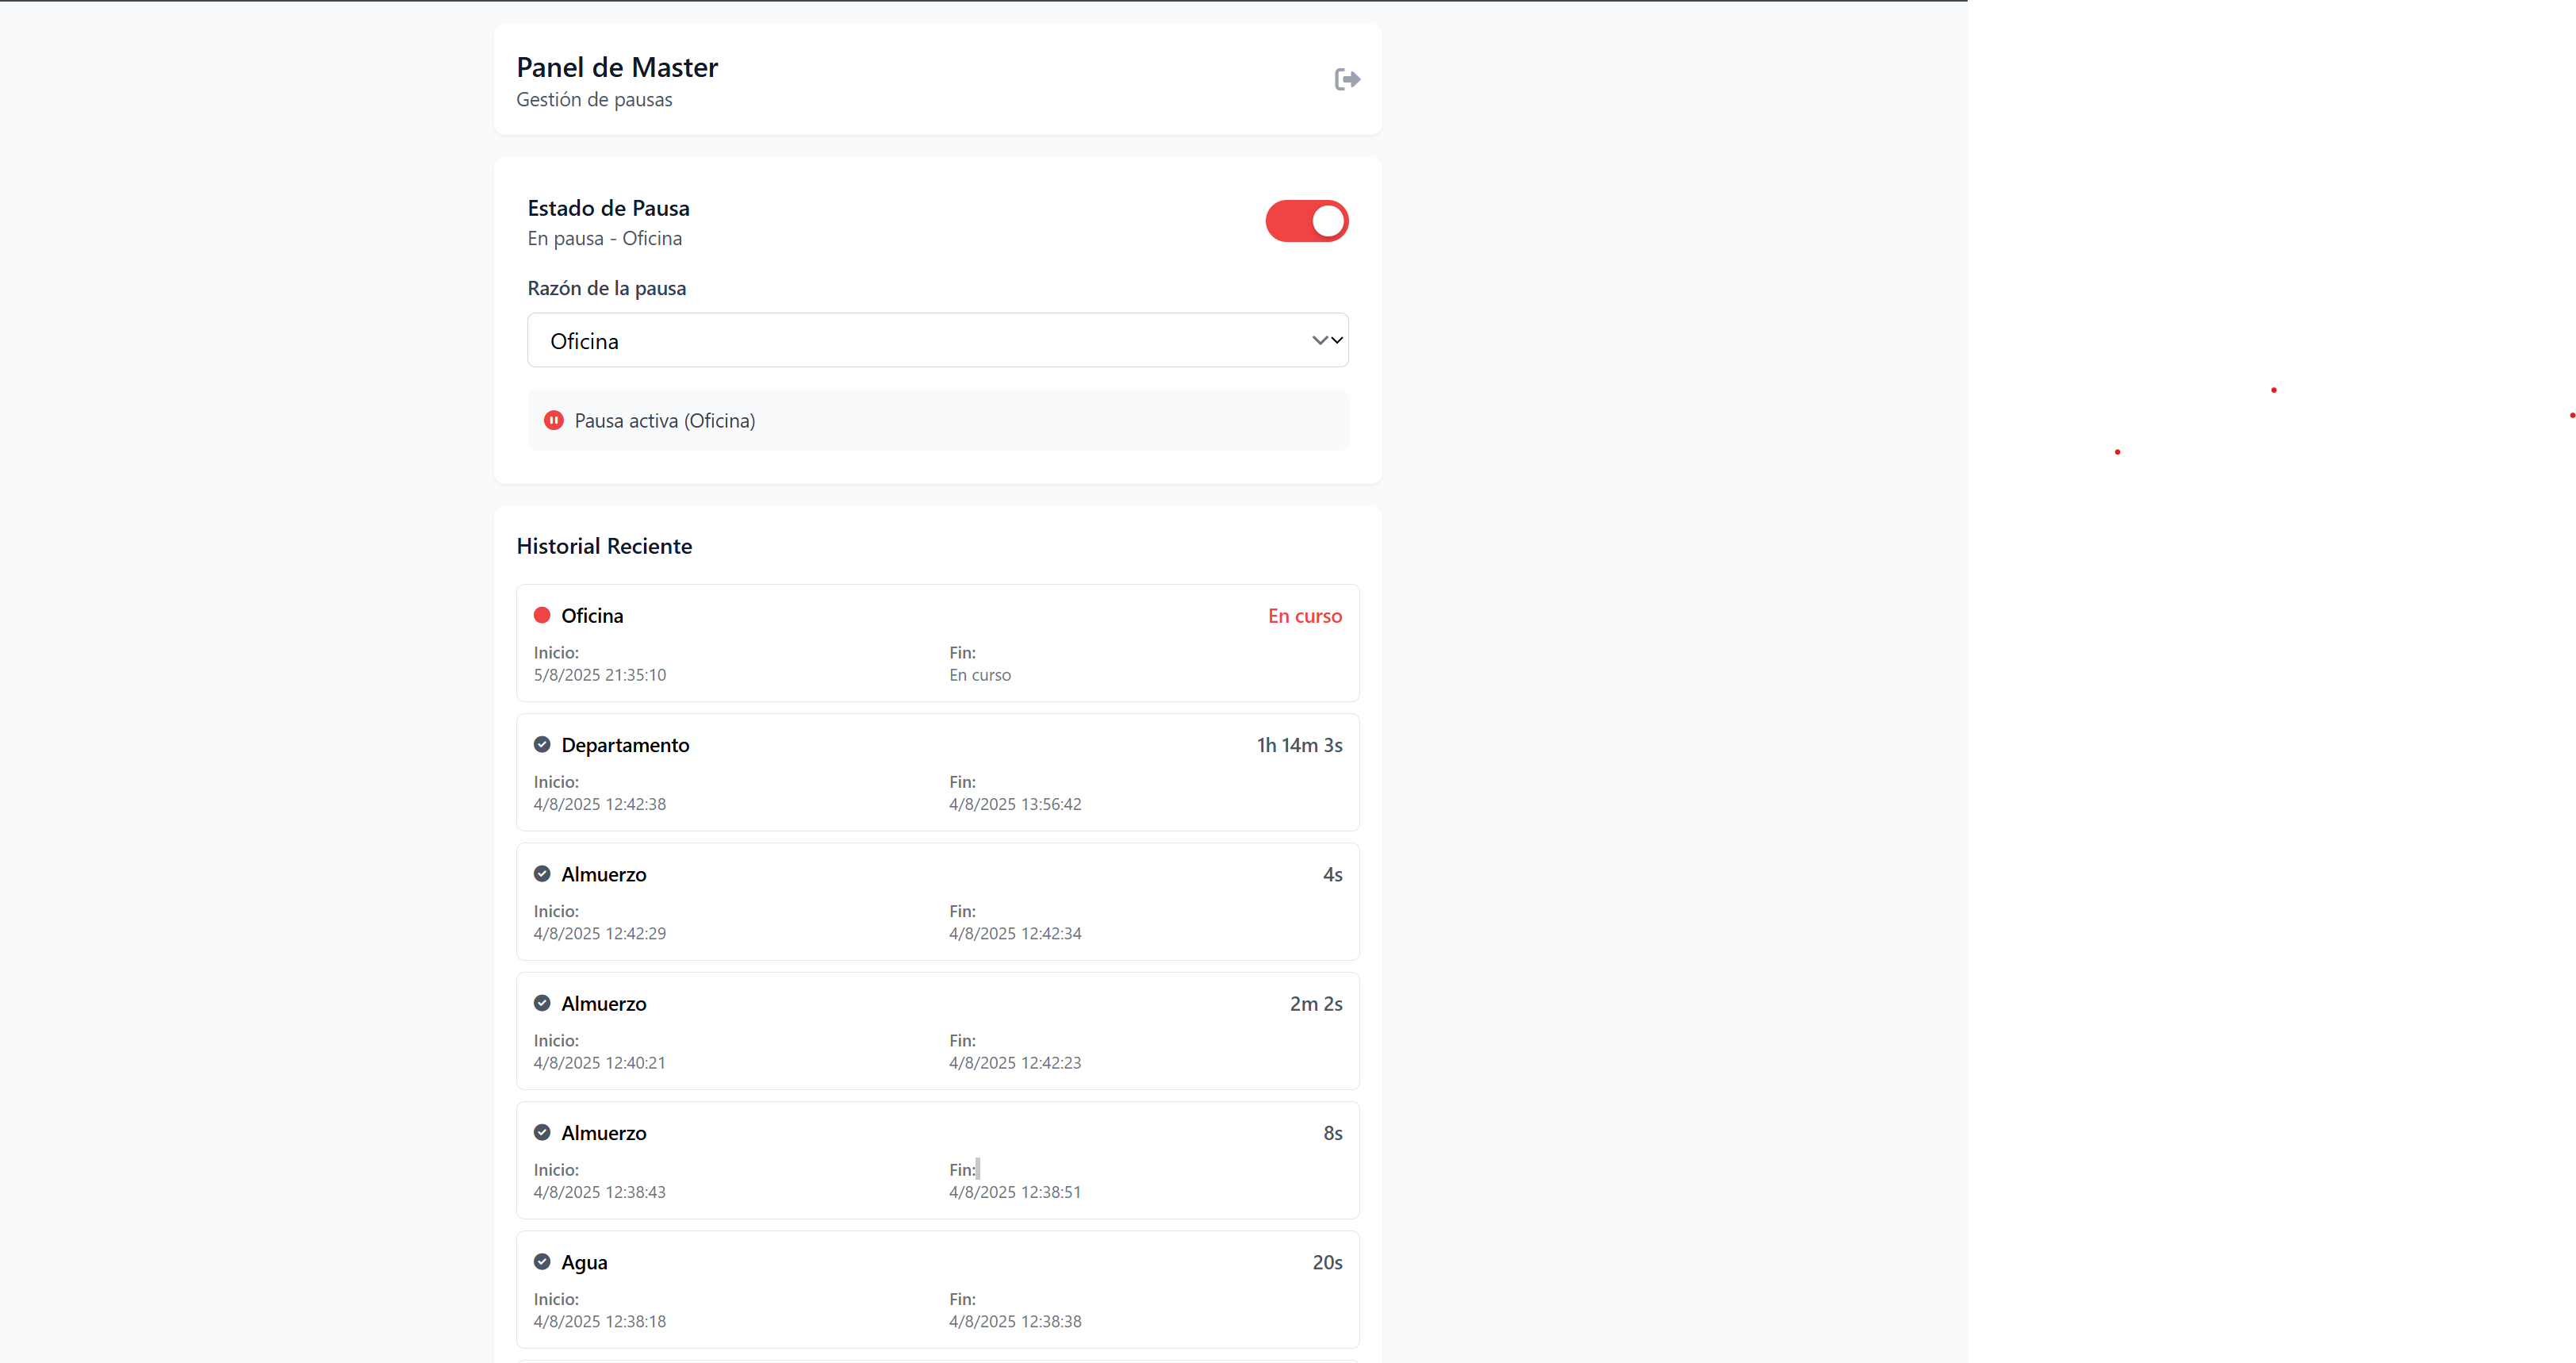 Panel de Master
Gestión de pausas
Estado de Pausa
En pausa - Oficina
Razón de la pausa
Oficina
Pausa activa (Oficina)
Historial Reciente
Oficina
En curso
Inicio:
Fin:
5/8/2025 21:35:10
En curso
Departamento
1h 14m 3s
Inicio:
Fin:
4/8/2025 12:42:38
4/8/2025 13:56:42
Almuerzo
4s
Inicio:
Fin:
4/8/2025 12:42:29
4/8/2025 12:42:34
Almuerzo
2m 2s
Inicio:
Fin:
4/8/2025 12:40:21
4/8/2025 12:42:23
Almuerzo
8s
Inicio:
Fin:
4/8/2025 12:38:43
4/8/2025 12:38:51
Agua
20s
Inicio:
Fin:
4/8/2025 12:38:18
4/8/2025 12:38:38